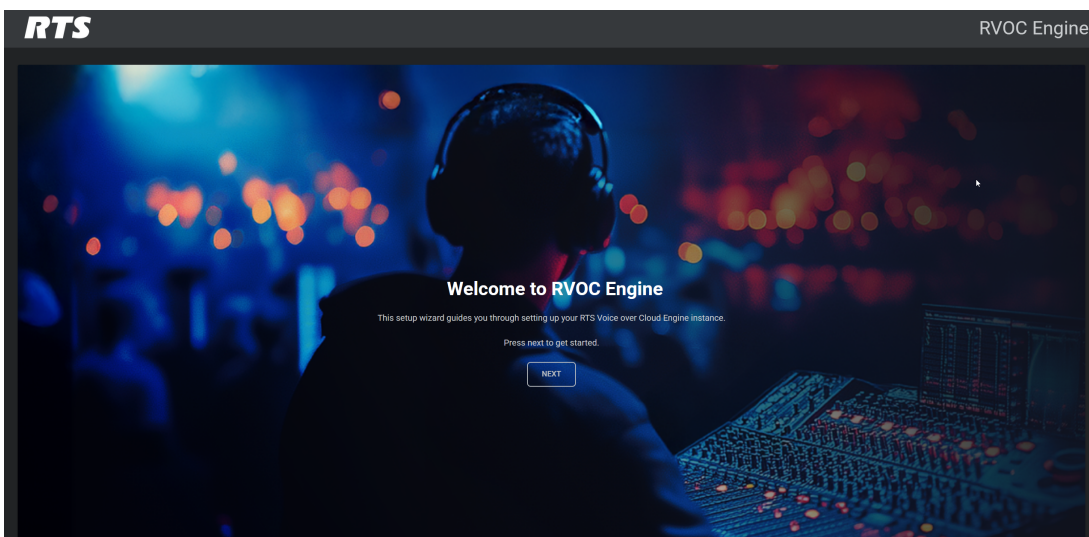 RTS
RVOC Engine
Welcome to RVOC Engine
This setup wizard guides you through setting up your RTS Voice over Cloud Engine instance.
Press next to get started.
NEXT